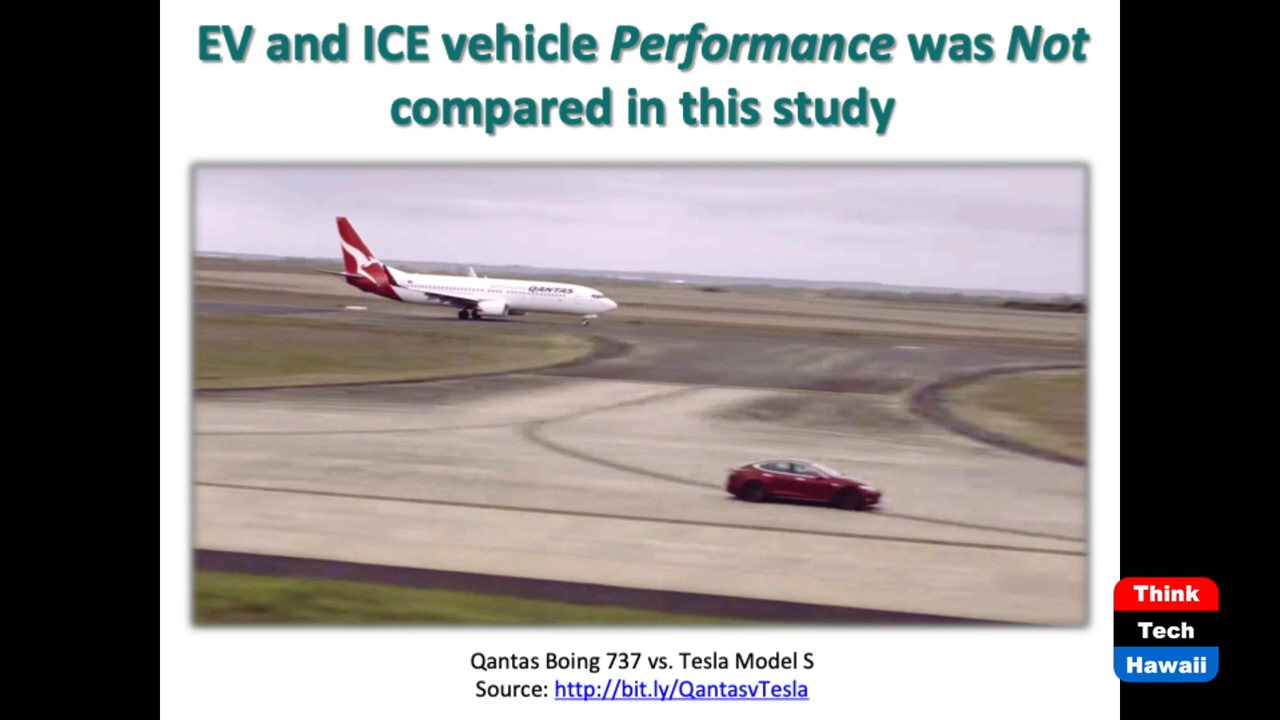 EV and ICE vehicle Performance was Not
compared in this study
QANTAS
Qantas Boing 737 vs. Tesla Model S
Source: http://bit.ly/QantasvTesla
Think
Tech
Hawaii